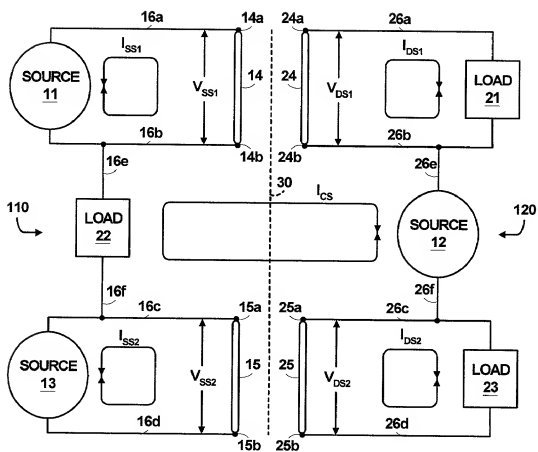 16a 14a 24a 26a
I_SS1 I_DS1
SOURCE 11 14 V_SS1 V_DS1 24 LOAD 21
16b 14b 24b 26b
16e 30 26e
I_CS
110 LOAD 22 SOURCE 12 120
16f 26f
16c 15a 25a 26c
I_SS2 I_DS2
SOURCE 13 V_SS2 15 25 V_DS2 LOAD 23
16d 15b 25b 26d